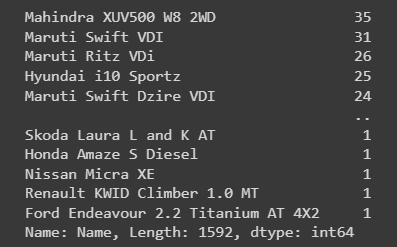 Mahindra XUV500 W8 2WD 35
Maruti Swift VDI 31
Maruti Ritz VDi 26
Hyundai i10 Sportz 25
Maruti Swift Dzire VDI 24
..
Skoda Laura L and K AT 1
Honda Amaze S Diesel 1
Nissan Micra XE 1
Renault KWID Climber 1.0 MT 1
Ford Endeavour 2.2 Titanium AT 4X2 1
Name: Name, Length: 1592, dtype: int64